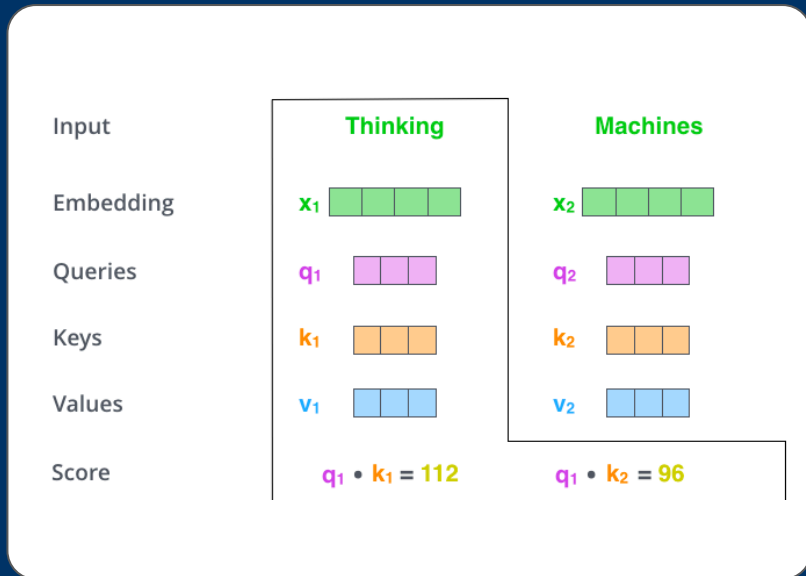 Input Thinking Machines
Embedding x₁ x₂
Queries q₁ q₂
Keys k₁ k₂
Values v₁ v₂
Score q₁ • k₁ = 112 q₁ • k₂ = 96